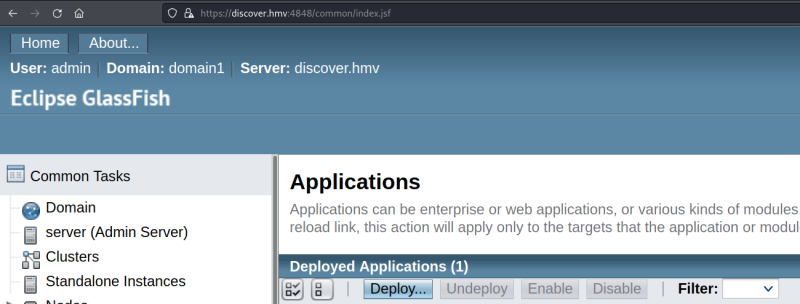 https://discover.hmv:4848/common/index.jsf
Home About...
User: admin Domain: domain1 Server: discover.hmv
Eclipse GlassFish
Common Tasks
Domain
server (Admin Server)
Clusters
Standalone Instances
Nodes
Applications
Applications can be enterprise or web applications, or various kinds of modules.
reload link, this action will apply only to the targets that the application or modul
Deployed Applications (1)
Deploy... Undeploy Enable Disable Filter: